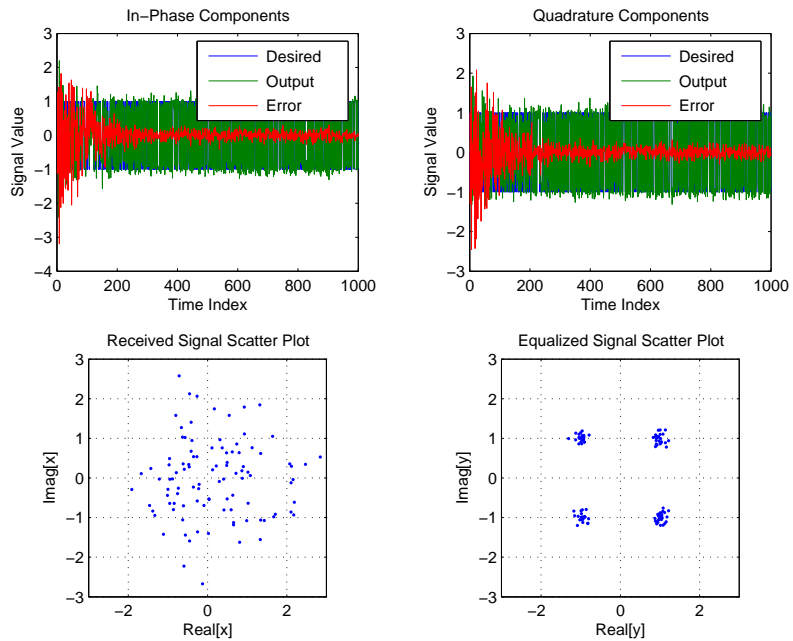 In−Phase Components
3
2
1
0
−1
−2
−3
−4
Signal Value
0 200 400 600 800 1000
Time Index
Desired
Output
Error
Quadrature Components
3
2
1
0
−1
−2
−3
Signal Value
0 200 400 600 800 1000
Time Index
Desired
Output
Error
Received Signal Scatter Plot
3
2
1
0
−1
−2
−3
Imag[x]
−2 0 2
Real[x]
Equalized Signal Scatter Plot
3
2
1
0
−1
−2
−3
Imag[y]
−2 0 2
Real[y]